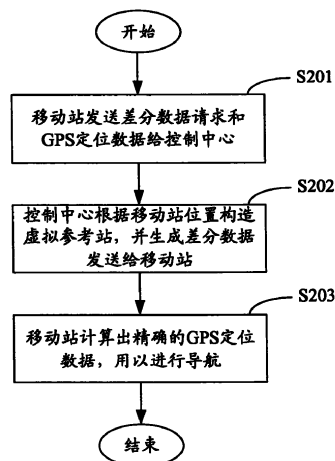 开始
S201
移动站发送差分数据请求和
GPS定位数据给控制中心
S202
控制中心根据移动站位置构造
虚拟参考站，并生成差分数据
发送给移动站
S203
移动站计算出精确的GPS定位
数据，用以进行导航
结束